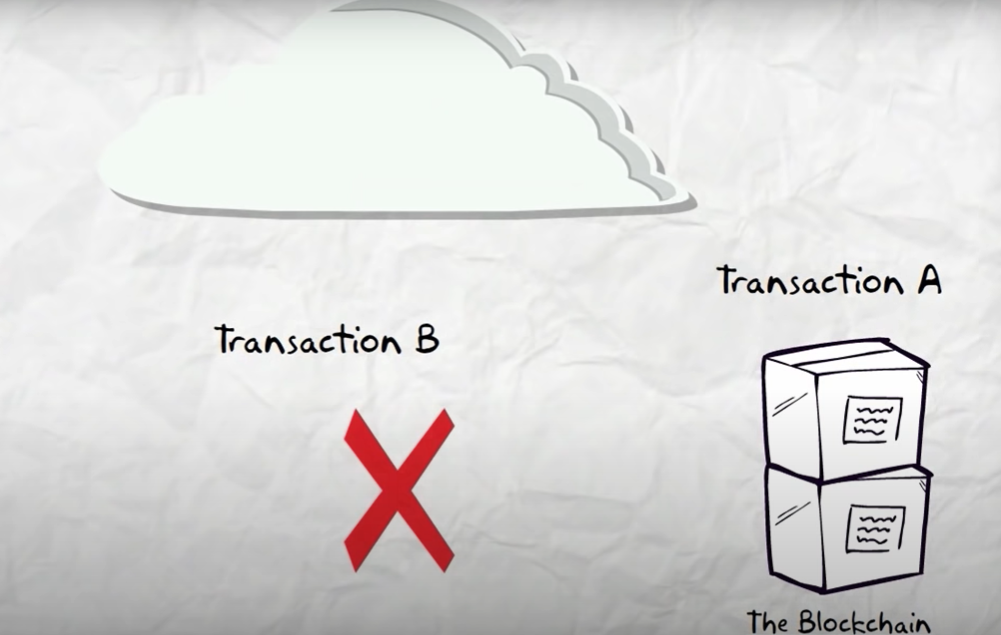 Transaction A
Transaction B
The Blockchain